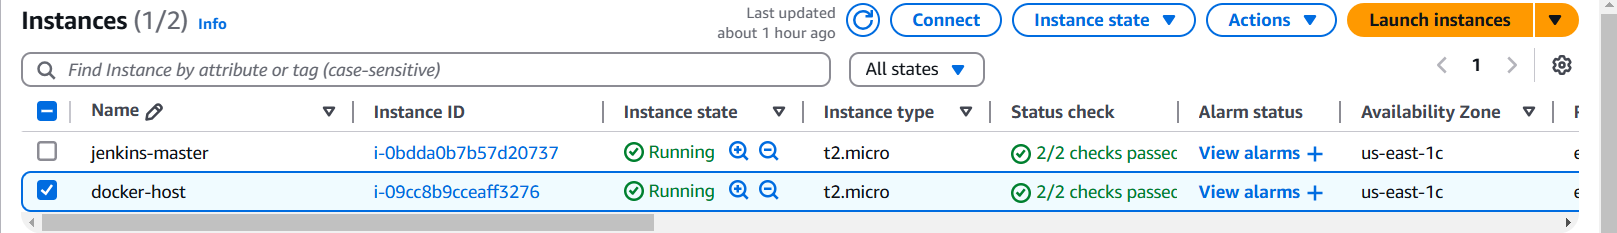 Instances (1/2) Info
Last updated
about 1 hour ago
Connect
Instance state
Actions
Launch instances
Find Instance by attribute or tag (case-sensitive)
All states
1
Name Instance ID Instance state Instance type Status check Alarm status Availability Zone
jenkins-master i-0bdda0b7b57d20737 Running t2.micro 2/2 checks passec View alarms + us-east-1c
docker-host i-09cc8b9cceaff3276 Running t2.micro 2/2 checks passec View alarms + us-east-1c